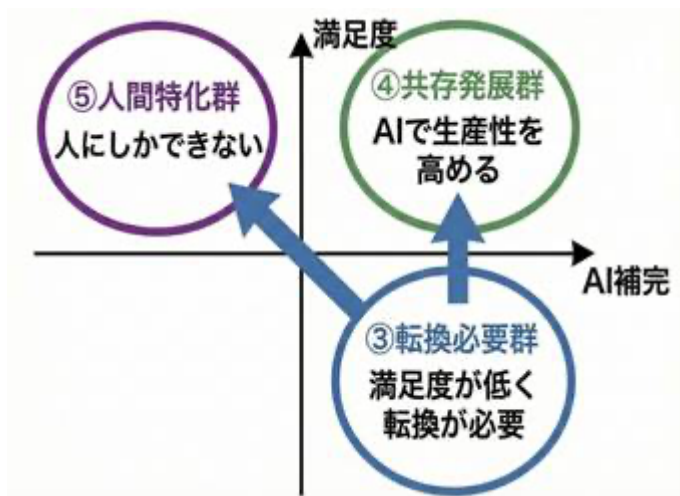 満足度
⑤人間特化群
人にしかできない
④共存発展群
AIで生産性を
高める
AI補完
③転換必要群
満足度が低く
転換が必要